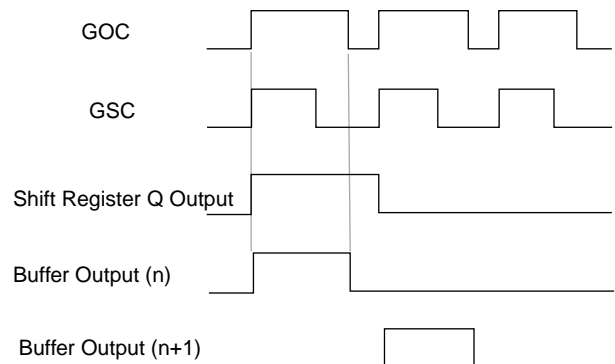 GOC
GSC
Shift Register Q Output
Buffer Output (n)
Buffer Output (n+1)